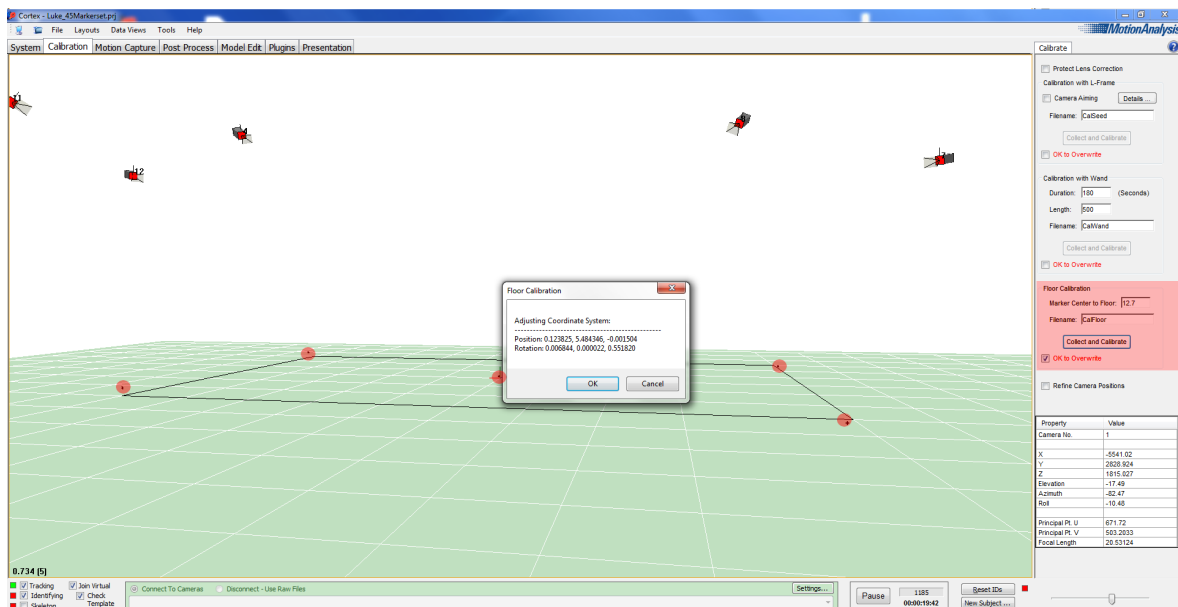 Cortex - Luke_45Markerset.prj
File Layouts Data Views Tools Help
MotionAnalysis
System Calibration Motion Capture Post Process Model Edit Plugins Presentation
Calibrate
11
4
12
Protect Lens Correction
Calibration with L-Frame
Camera Aiming Details ...
Filename: CalSeed
Collect and Calibrate
OK to Overwrite
Calibration with Wand
Duration: 180 (Seconds)
Length: 500
Filename: CalWand
Collect and Calibrate
OK to Overwrite
Floor Calibration
Marker Center to Floor: 12.7
Filename: CalFloor
Collect and Calibrate
OK to Overwrite
Refine Camera Positions
Floor Calibration
Adjusting Coordinate System:
Position: 0.123825, 5.484346, -0.001504
Rotation: 0.006844, 0.000022, 0.551820
OK Cancel
Property Value
Camera No. 1
X -5541.02
Y 2828.924
Z 1815.027
Elevation -17.49
Azimuth -82.47
Roll -10.48
Principal Pt. U 671.72
Principal Pt. V 503.2033
Focal Length 20.53124
0.734 (5)
Tracking Join Virtual
Identifying Check Template
Skeleton
Connect To Cameras Disconnect - Use Raw Files Settings...
Pause 1185
00:00:19:42
Reset IDs
New Subject ...